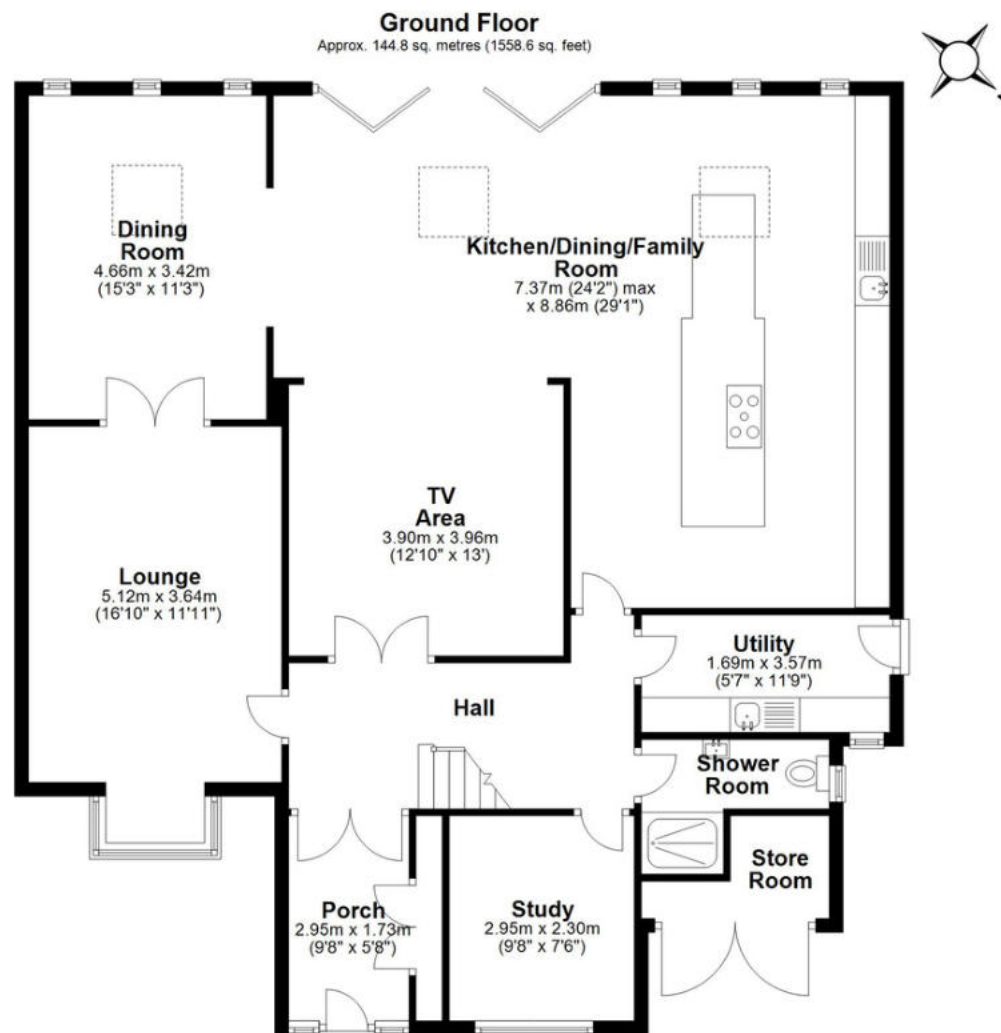 Ground Floor
Approx. 144.8 sq. metres (1558.6 sq. feet)
Dining
Room
4.66m x 3.42m
(15'3" x 11'3")
Kitchen/Dining/Family
Room
7.37m (24'2") max
x 8.86m (29'1")
TV
Area
3.90m x 3.96m
(12'10" x 13')
Lounge
5.12m x 3.64m
(16'10" x 11'11")
Utility
1.69m x 3.57m
(5'7" x 11'9")
Hall
Shower
Room
Store
Room
Porch
2.95m x 1.73m
(9'8" x 5'8")
Study
2.95m x 2.30m
(9'8" x 7'6")